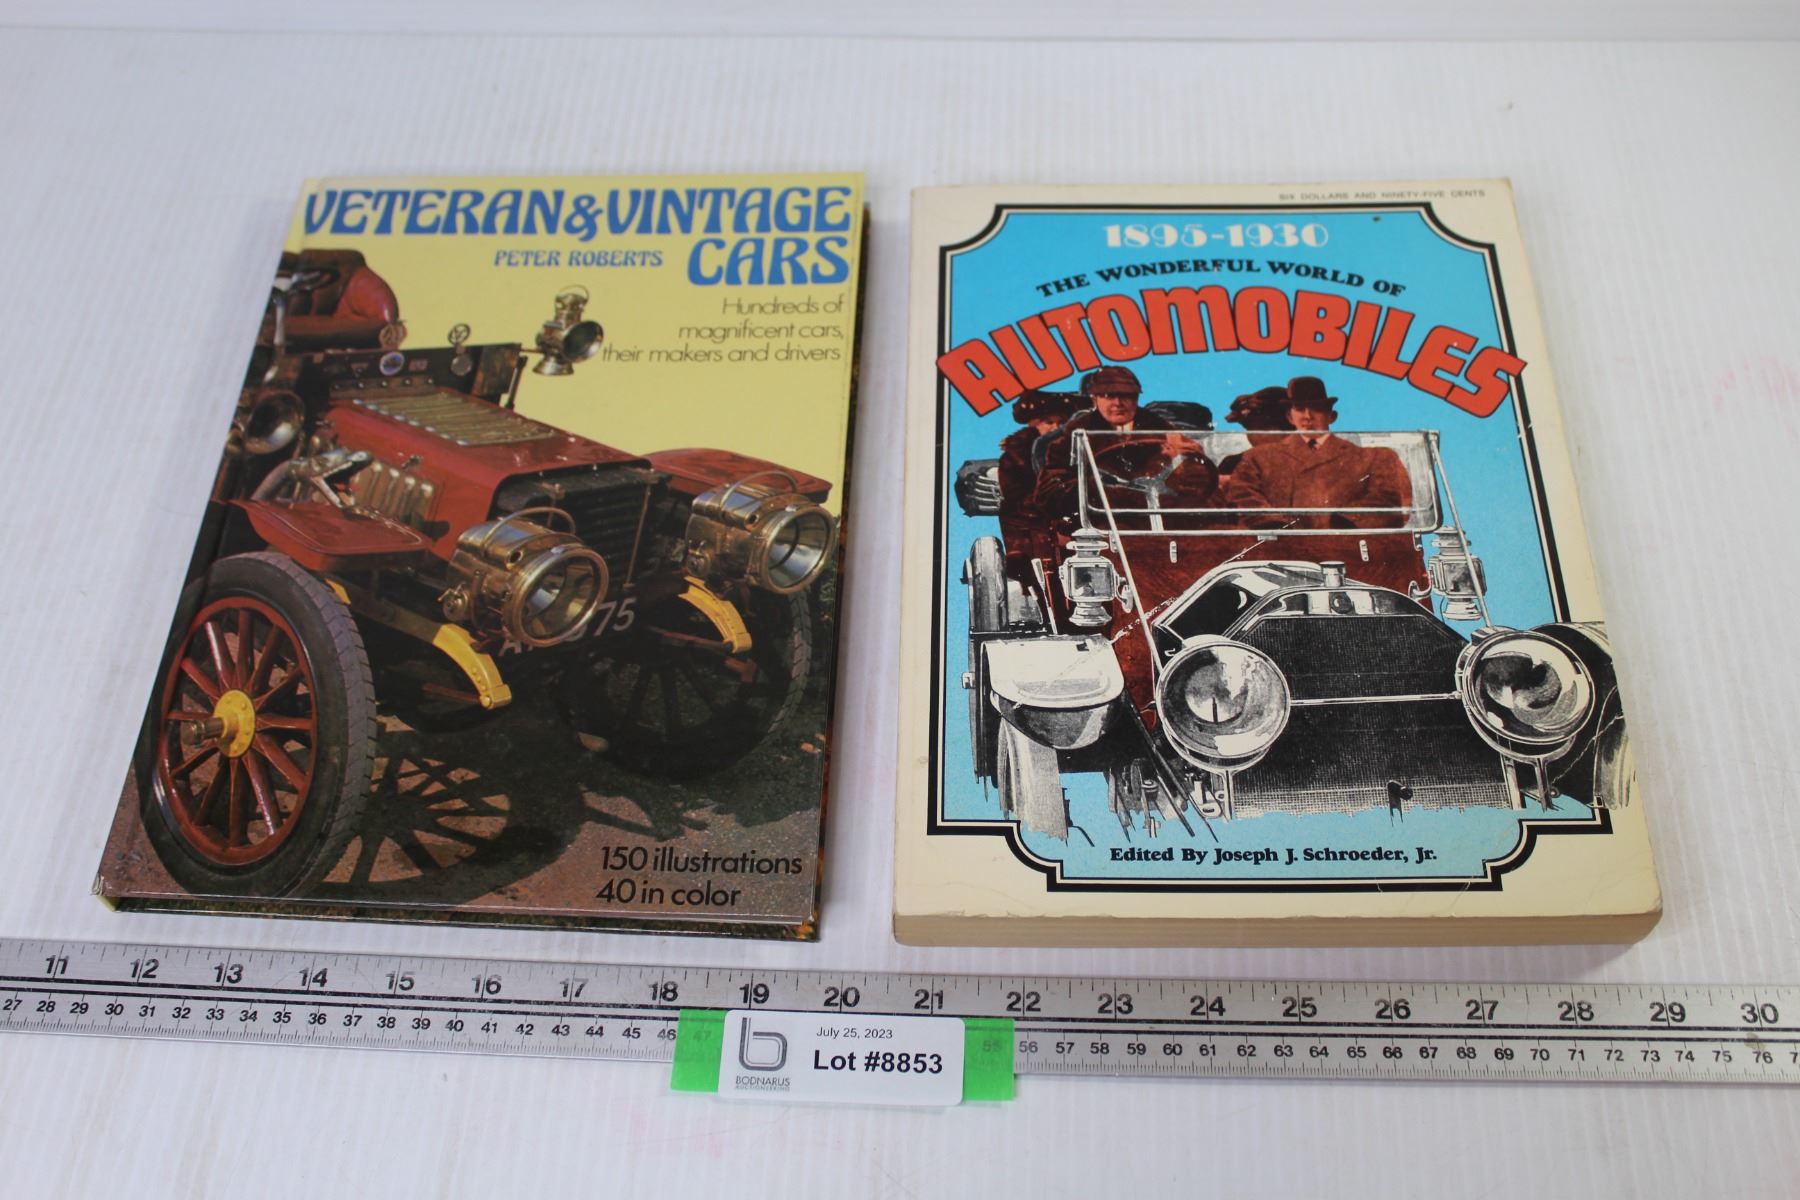 VETERAN & VINTAGE
CARS
PETER ROBERTS
Hundreds of
magnificent cars,
their makers and drivers
75
150 illustrations
40 in color
SIX DOLLARS AND NINETY-FIVE CENTS
1895-1930
THE WONDERFUL WORLD OF
AUTOMOBILES
Edited By Joseph J. Schroeder, Jr.
11 12 13 14 15 16 17 18 19 20 21 22 23 24 25 26 27 28 29 30
27 28 29 30 31 32 33 34 35 36 37 38 39 40 41 42 43 44 45 46 47 55 56 57 58 59 60 61 62 63 64 65 66 67 68 69 70 71 72 73 74 75 76
July 25, 2023
Lot #8853
b
BODNARUS
AUCTIONEERING